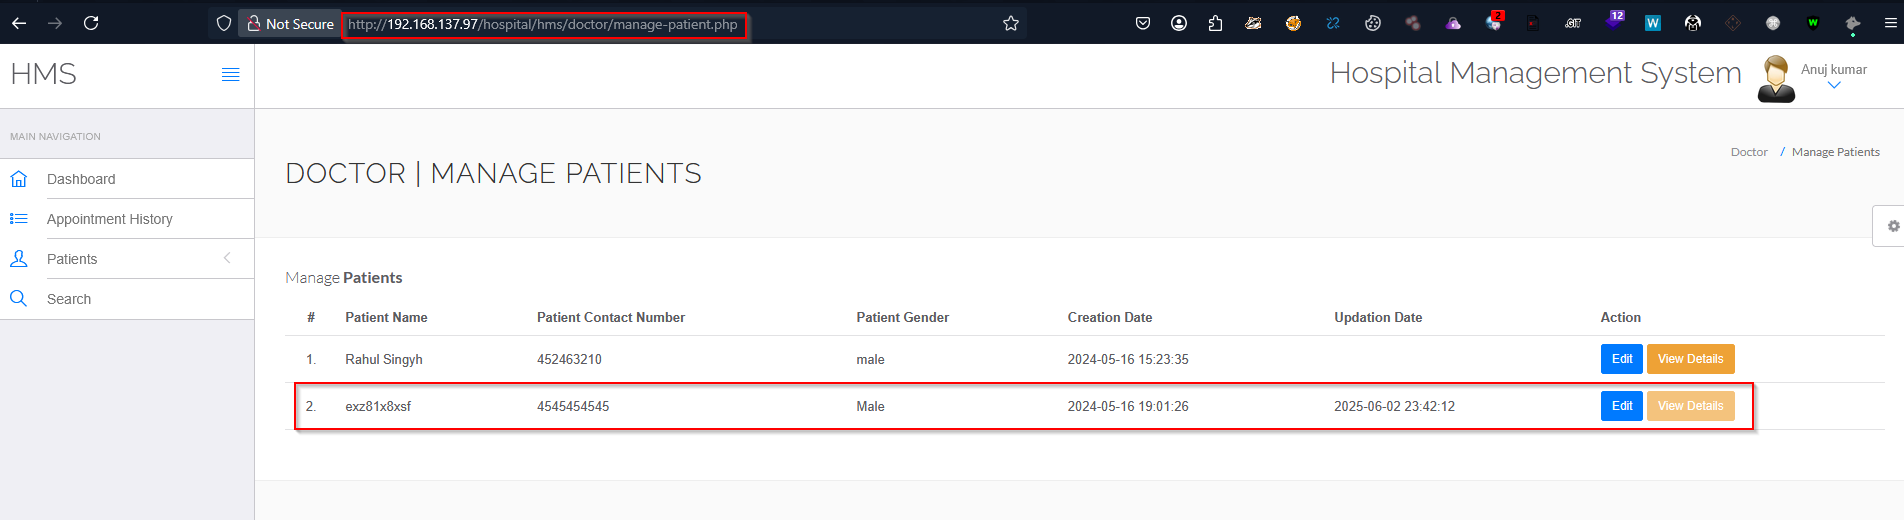 Not Secure http://192.168.137.97/hospital/hms/doctor/manage-patient.php
2 .GIT 12 W W
HMS
Hospital Management System Anuj kumar
MAIN NAVIGATION
Dashboard
Appointment History
Patients
Search
DOCTOR | MANAGE PATIENTS
Doctor / Manage Patients
Manage Patients
# Patient Name Patient Contact Number Patient Gender Creation Date Updation Date Action
1. Rahul Singyh 452463210 male 2024-05-16 15:23:35 Edit View Details
2. exz81x8xsf 4545454545 Male 2024-05-16 19:01:26 2025-06-02 23:42:12 Edit View Details